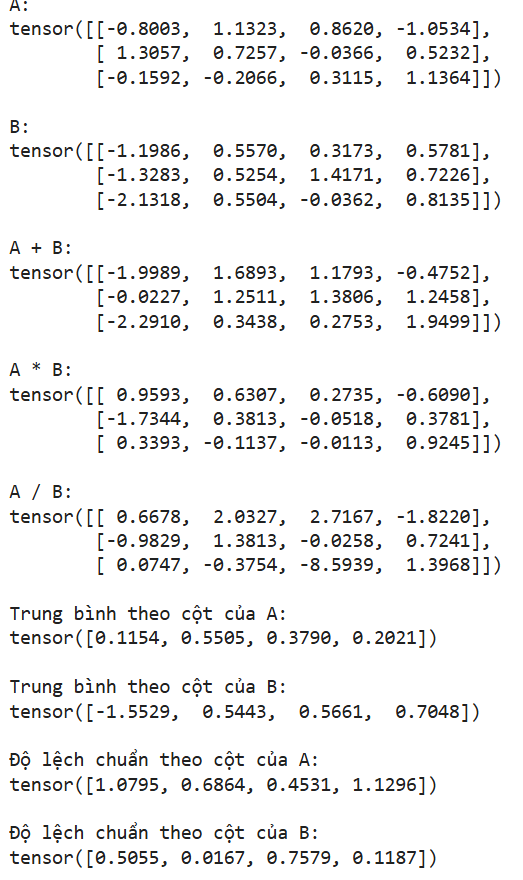 A:
tensor([[-0.8003,  1.1323,  0.8620, -1.0534],
        [ 1.3057,  0.7257, -0.0366,  0.5232],
        [-0.1592, -0.2066,  0.3115,  1.1364]])
B:
tensor([[-1.1986,  0.5570,  0.3173,  0.5781],
        [-1.3283,  0.5254,  1.4171,  0.7226],
        [-2.1318,  0.5504, -0.0362,  0.8135]])
A + B:
tensor([[-1.9989,  1.6893,  1.1793, -0.4752],
        [-0.0227,  1.2511,  1.3806,  1.2458],
        [-2.2910,  0.3438,  0.2753,  1.9499]])
A * B:
tensor([[ 0.9593,  0.6307,  0.2735, -0.6090],
        [-1.7344,  0.3813, -0.0518,  0.3781],
        [ 0.3393, -0.1137, -0.0113,  0.9245]])
A / B:
tensor([[ 0.6678,  2.0327,  2.7167, -1.8220],
        [-0.9829,  1.3813, -0.0258,  0.7241],
        [ 0.0747, -0.3754, -8.5939,  1.3968]])
Trung bình theo cột của A:
tensor([0.1154, 0.5505, 0.3790, 0.2021])
Trung bình theo cột của B:
tensor([-1.5529,  0.5443,  0.5661,  0.7048])
Độ lệch chuẩn theo cột của A:
tensor([1.0795, 0.6864, 0.4531, 1.1296])
Độ lệch chuẩn theo cột của B:
tensor([0.5055, 0.0167, 0.7579, 0.1187])